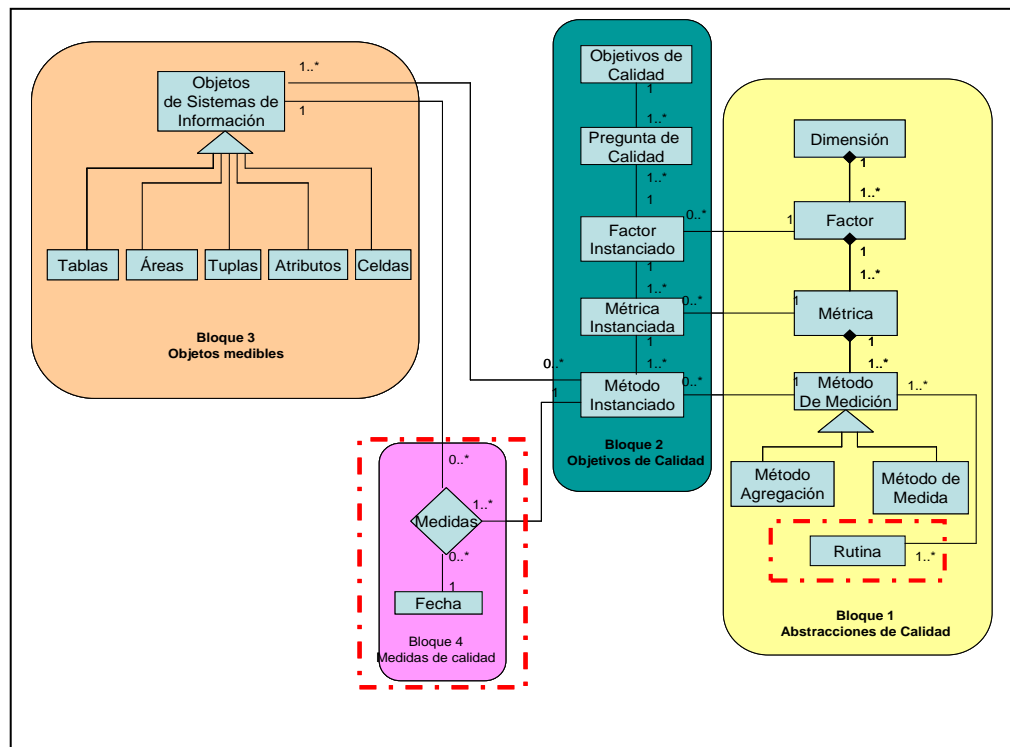 1..*
Objetos
de Sistemas de
Información
1
Tablas
Áreas
Tuplas
Atributos
Celdas
Bloque 3
Objetos medibles
Objetivos de
Calidad
1
1..*
Pregunta de
Calidad
1..*
1
Factor
Instanciado
0..*
1
1
1..*
Métrica
Instanciada
0..*
1
1
1..*
0..*
1
Método
Instanciado
0..*
1
Bloque 2
Objetivos de Calidad
Dimensión
1
1..*
Factor
1
1..*
Métrica
1
1..*
Método
De Medición
1..*
Método
Agregación
Método de
Medida
Rutina
1..*
Bloque 1
Abstracciones de Calidad
0..*
Medidas
1..*
0..*
1
Fecha
Bloque 4
Medidas de calidad